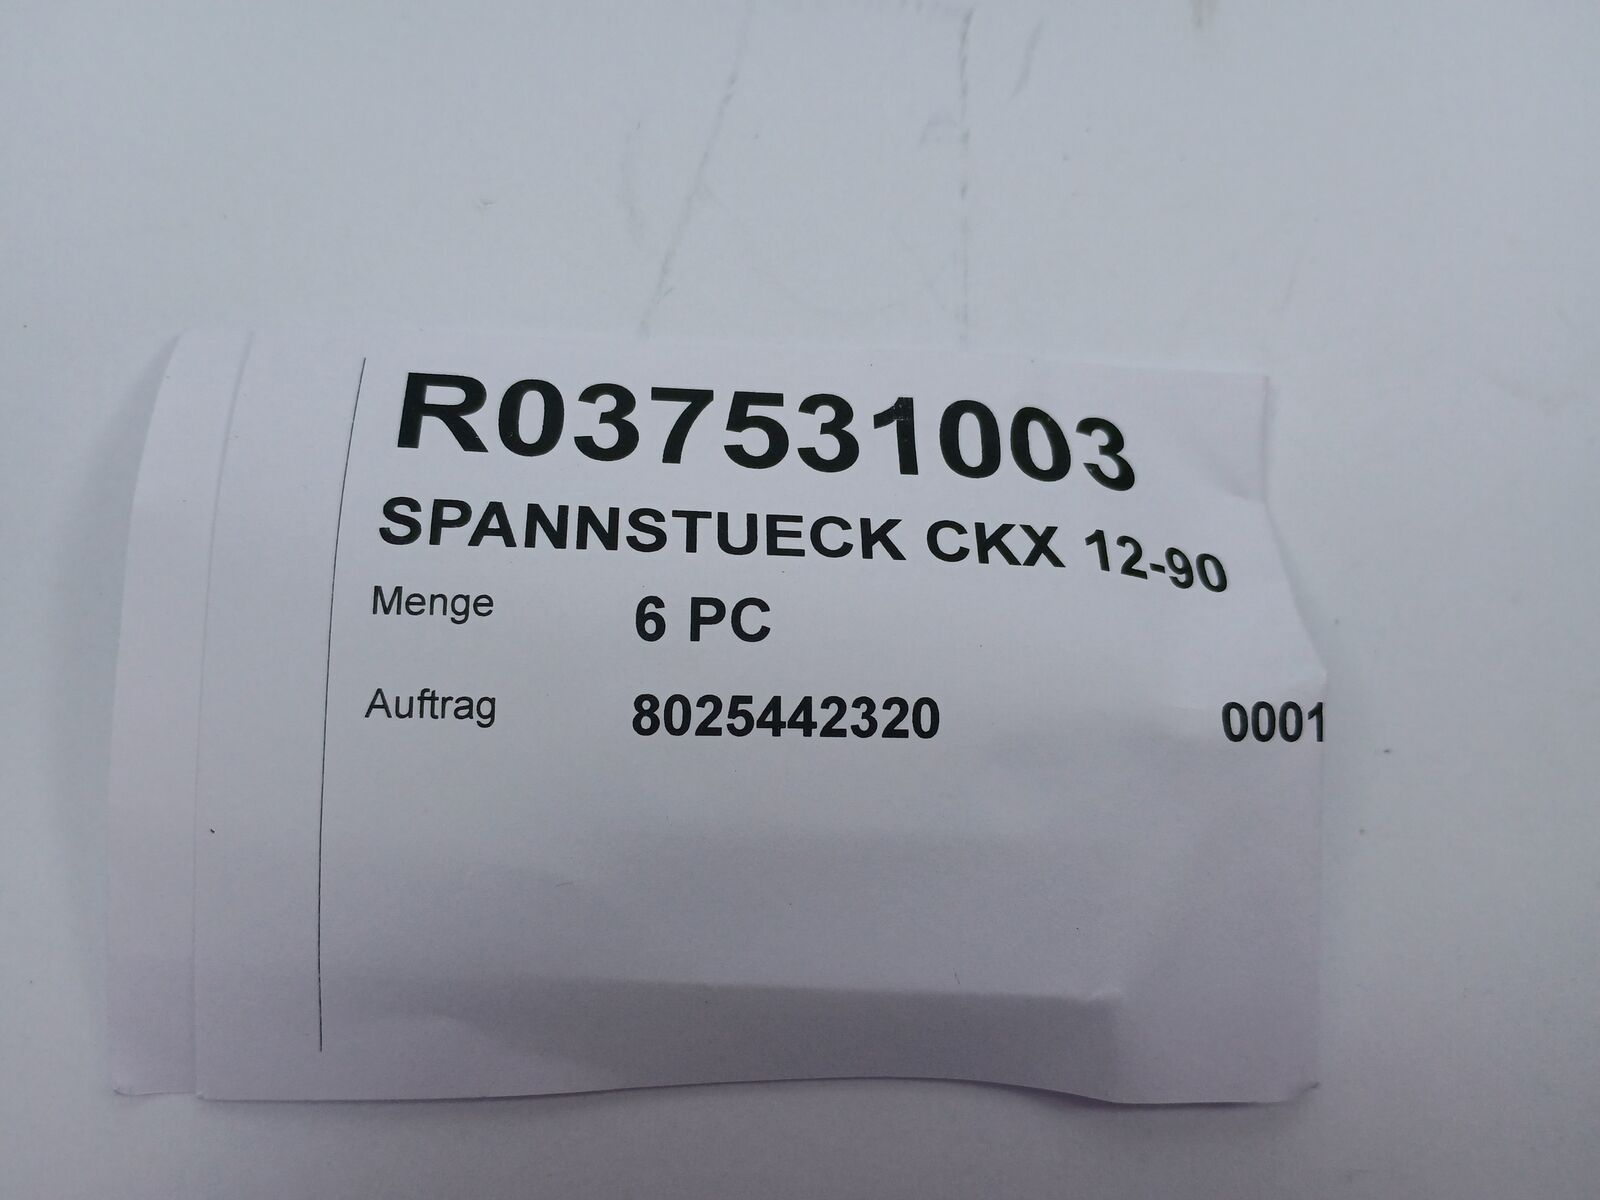 R037531003
SPANNSTUECK CKX 12-90
Menge 6 PC
Auftrag 8025442320 0001